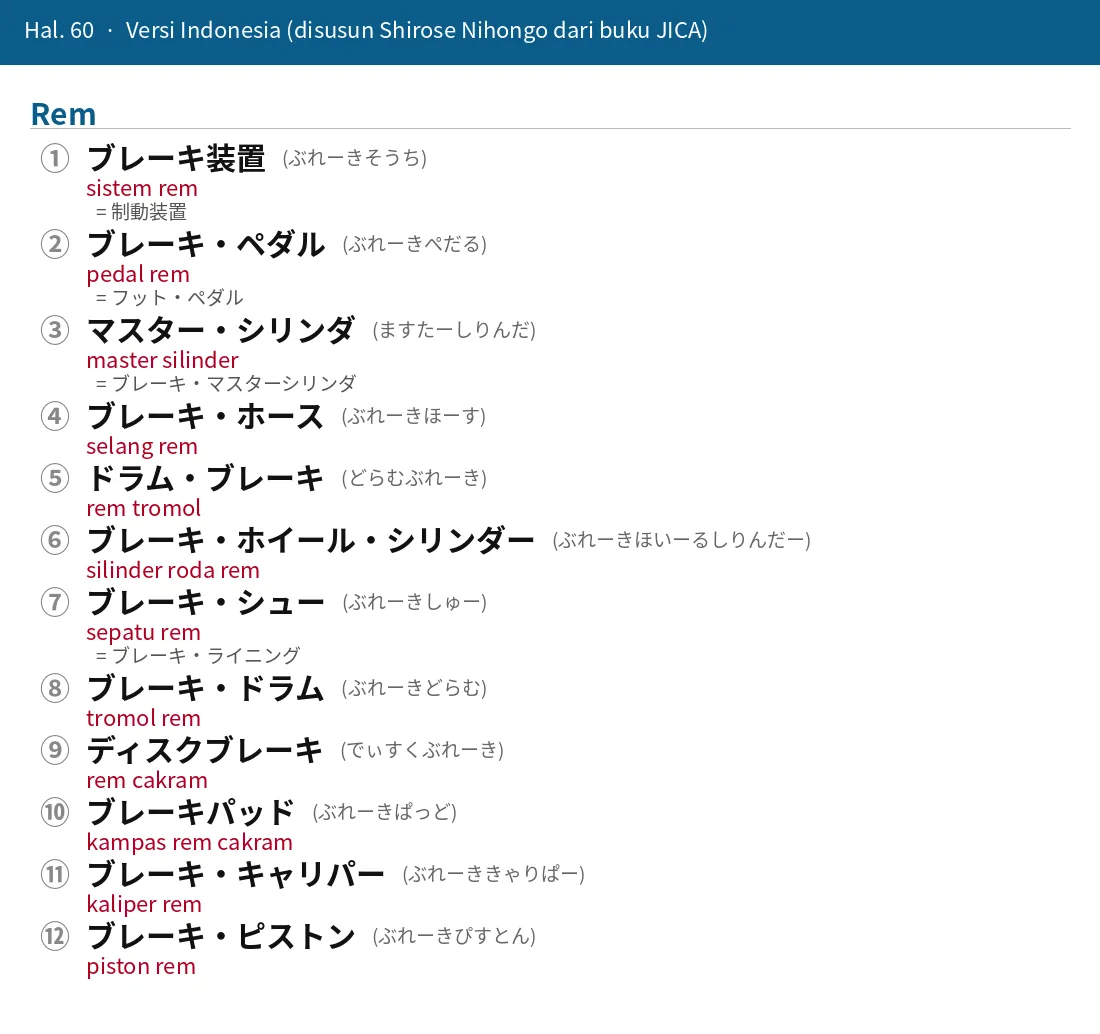 Hal. 60 · Versi Indonesia (disusun Shirose Nihongo dari buku JICA)
Rem
① ブレーキ装置 (ぶれーきそうち)
sistem rem
= 制動装置
② ブレーキ・ペダル (ぶれーきぺだる)
pedal rem
= フット・ペダル
③ マスター・シリンダ (ますたーしりんだ)
master silinder
= ブレーキ・マスターシリンダ
④ ブレーキ・ホース (ぶれーきほーす)
selang rem
⑤ ドラム・ブレーキ (どらむぶれーき)
rem tromol
⑥ ブレーキ・ホイール・シリンダー (ぶれーきほいーるしりんだー)
silinder roda rem
⑦ ブレーキ・シュー (ぶれーきしゅー)
sepatu rem
= ブレーキ・ライニング
⑧ ブレーキ・ドラム (ぶれーきどらむ)
tromol rem
⑨ ディスクブレーキ (でぃすくぶれーき)
rem cakram
⑩ ブレーキパッド (ぶれーきぱっど)
kampas rem cakram
⑪ ブレーキ・キャリパー (ぶれーききゃりぱー)
kaliper rem
⑫ ブレーキ・ピストン (ぶれーきぴすとん)
piston rem